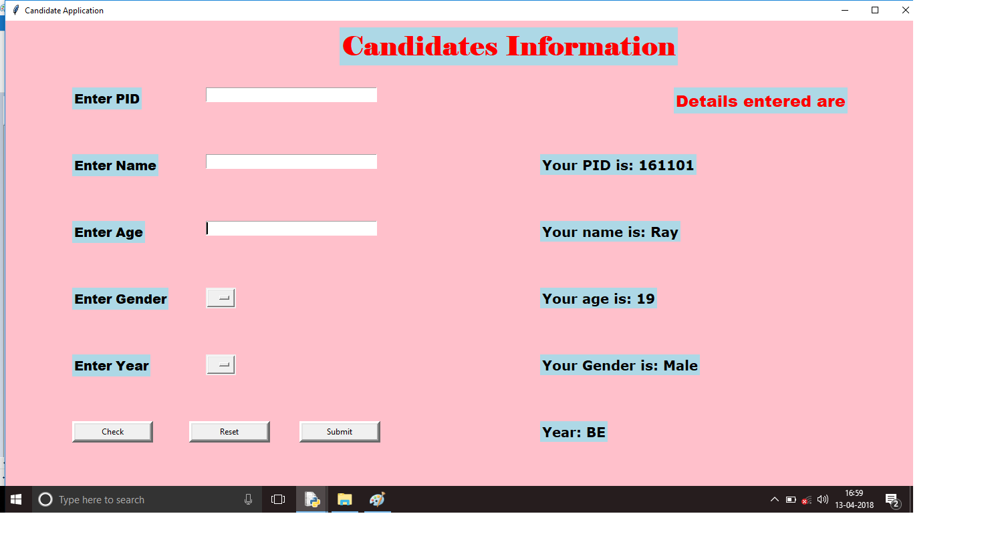 Candidate Application
Candidates Information
Enter PID
Details entered are
Enter Name
Your PID is: 161101
Enter Age
Your name is: Ray
Enter Gender
Your age is: 19
Enter Year
Your Gender is: Male
Check
Reset
Submit
Year: BE
Type here to search
16:59
13-04-2018
2